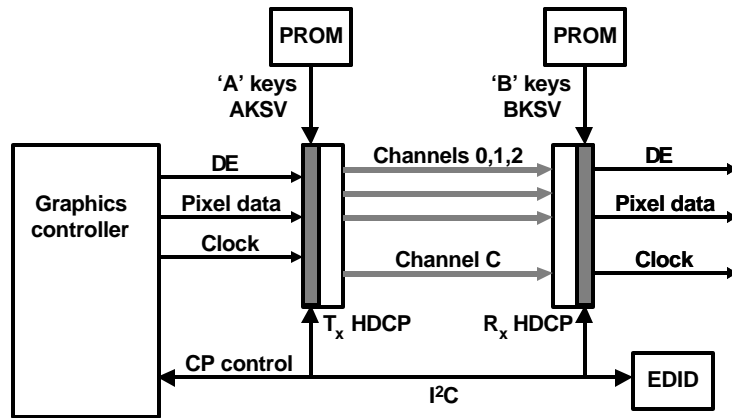 PROM
PROM
‘A’ keys
AKSV
‘B’ keys
BKSV
Graphics
controller
DE
Pixel data
Clock
Channels 0,1,2
Channel C
DE
Pixel data
Clock
Tx HDCP
Rx HDCP
CP control
I²C
EDID